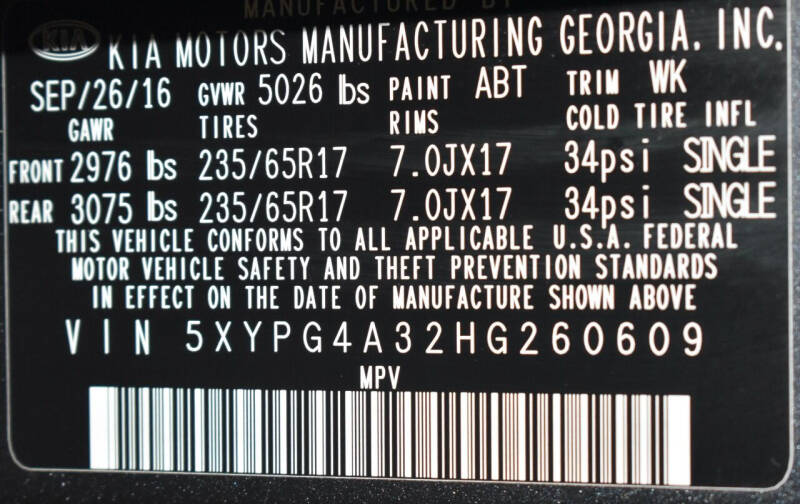 MANUFACTURED BY
KIA KIA MOTORS MANUFACTURING GEORGIA, INC.
SEP/26/16 GVWR 5026 lbs PAINT ABT TRIM WK
GAWR TIRES RIMS COLD TIRE INFL
FRONT 2976 lbs 235/65R17 7.0JX17 34psi SINGLE
REAR 3075 lbs 235/65R17 7.0JX17 34psi SINGLE
THIS VEHICLE CONFORMS TO ALL APPLICABLE U.S.A. FEDERAL
MOTOR VEHICLE SAFETY AND THEFT PREVENTION STANDARDS
IN EFFECT ON THE DATE OF MANUFACTURE SHOWN ABOVE
VIN 5XYPG4A32HG260609
MPV